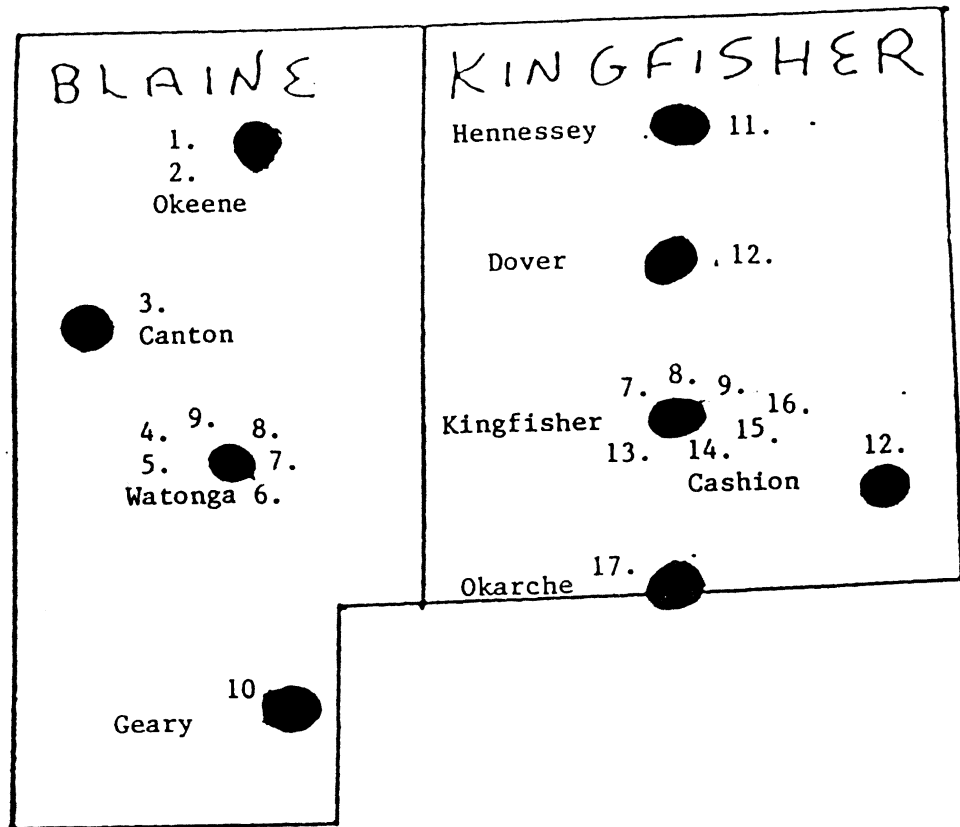 BLAINE
1.
2.
Okeene
3.
Canton
9.
4. 8.
5. 7.
Watonga 6.
10
Geary
KINGFISHER
Hennessey 11.
Dover 12.
7. 8. 9.
16.
Kingfisher 15.
13. 14. 12.
Cashion
17.
Okarche